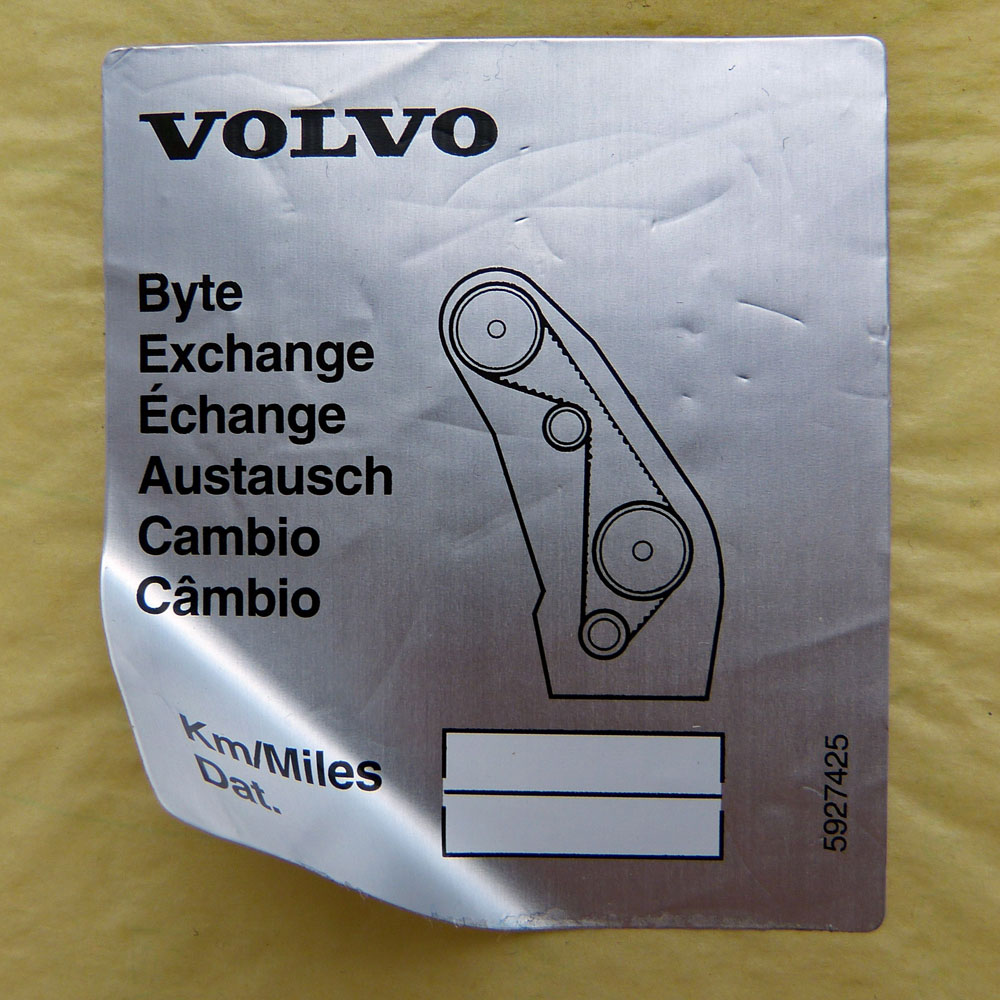 VOLVO
Byte
Exchange
Échange
Austausch
Cambio
Câmbio
Km/Miles
Dat.
5927425